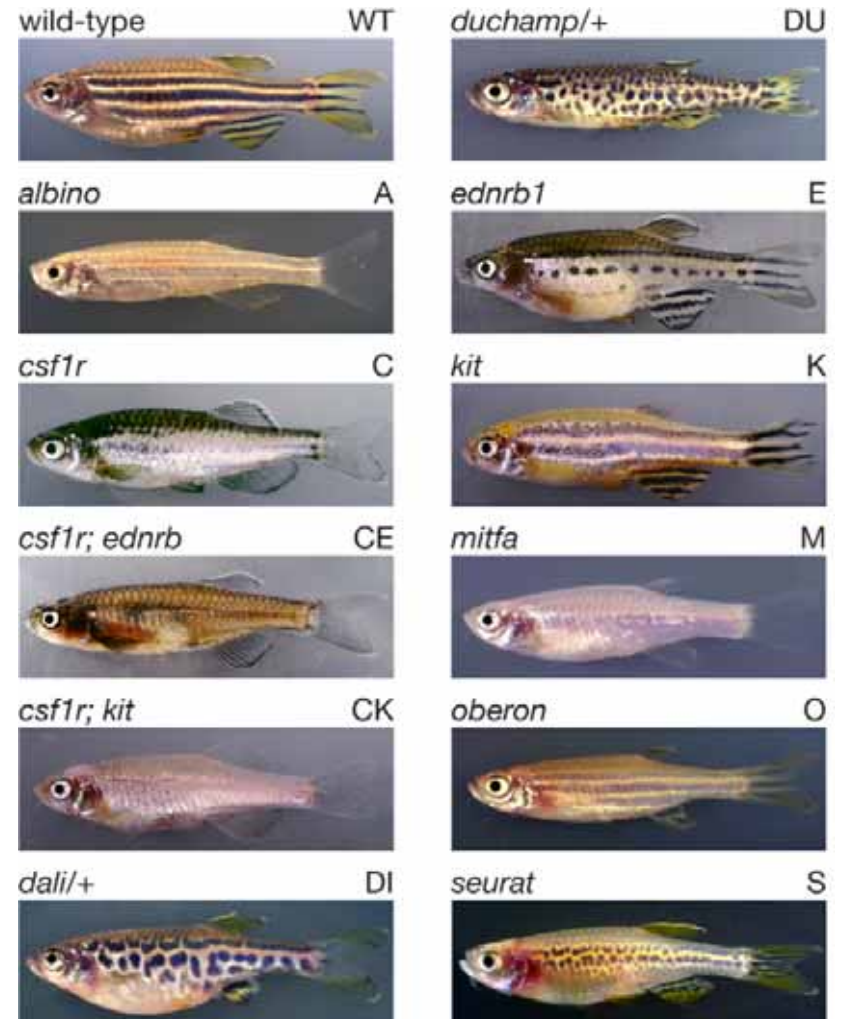 wild-type WT
duchamp/+ DU
albino A
ednrb1 E
csf1r C
kit K
csf1r; ednrb CE
mitfa M
csf1r; kit CK
oberon O
dali/+ DI
seurat S